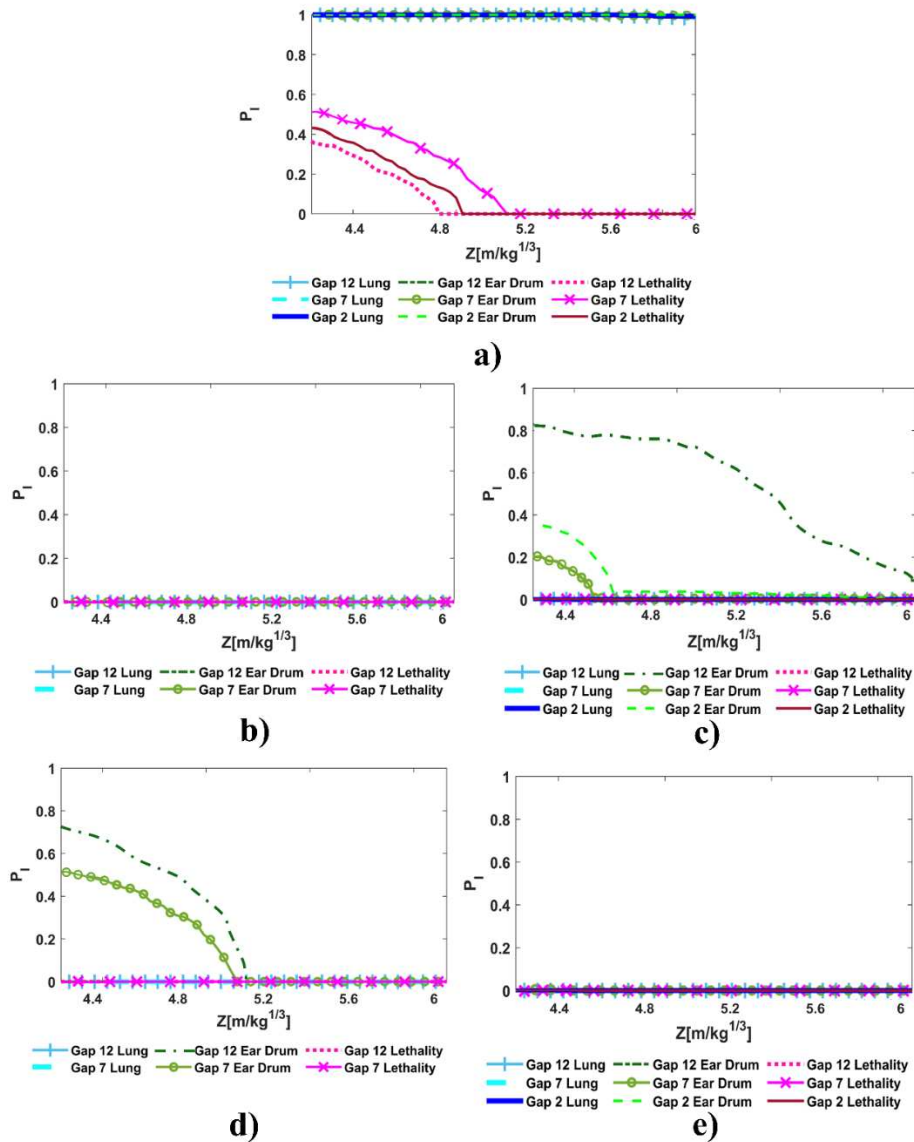 1
0.8
0.6
0.4
0.2
0
P_I
4.4 4.8 5.2 5.6 6
Z[m/kg^{1/3}]
Gap 12 Lung Gap 12 Ear Drum Gap 12 Lethality
Gap 7 Lung Gap 7 Ear Drum Gap 7 Lethality
Gap 2 Lung Gap 2 Ear Drum Gap 2 Lethality
a)
1
0.8
0.6
0.4
0.2
0
P_I
4.4 4.8 5.2 5.6 6
Z[m/kg^{1/3}]
Gap 12 Lung Gap 12 Ear Drum Gap 12 Lethality
Gap 7 Lung Gap 7 Ear Drum Gap 7 Lethality
b)
1
0.8
0.6
0.4
0.2
0
P_I
4.4 4.8 5.2 5.6 6
Z[m/kg^{1/3}]
Gap 12 Lung Gap 12 Ear Drum Gap 12 Lethality
Gap 7 Lung Gap 7 Ear Drum Gap 7 Lethality
Gap 2 Lung Gap 2 Ear Drum Gap 2 Lethality
c)
1
0.8
0.6
0.4
0.2
0
P_I
4.4 4.8 5.2 5.6 6
Z[m/kg^{1/3}]
Gap 12 Lung Gap 12 Ear Drum Gap 12 Lethality
Gap 7 Lung Gap 7 Ear Drum Gap 7 Lethality
d)
1
0.8
0.6
0.4
0.2
0
P_I
4.4 4.8 5.2 5.6 6
Z[m/kg^{1/3}]
Gap 12 Lung Gap 12 Ear Drum Gap 12 Lethality
Gap 7 Lung Gap 7 Ear Drum Gap 7 Lethality
Gap 2 Lung Gap 2 Ear Drum Gap 2 Lethality
e)